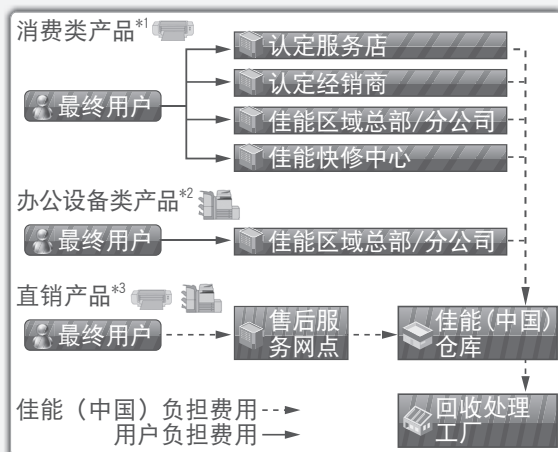 消费类产品*1
最终用户
认定服务店
认定经销商
佳能区域总部/分公司
佳能快修中心
办公设备类产品*2
最终用户
佳能区域总部/分公司
直销产品*3
最终用户
售后服
务网点
佳能(中国)
仓库
佳能（中国）负担费用
用户负担费用
回收处理
工厂